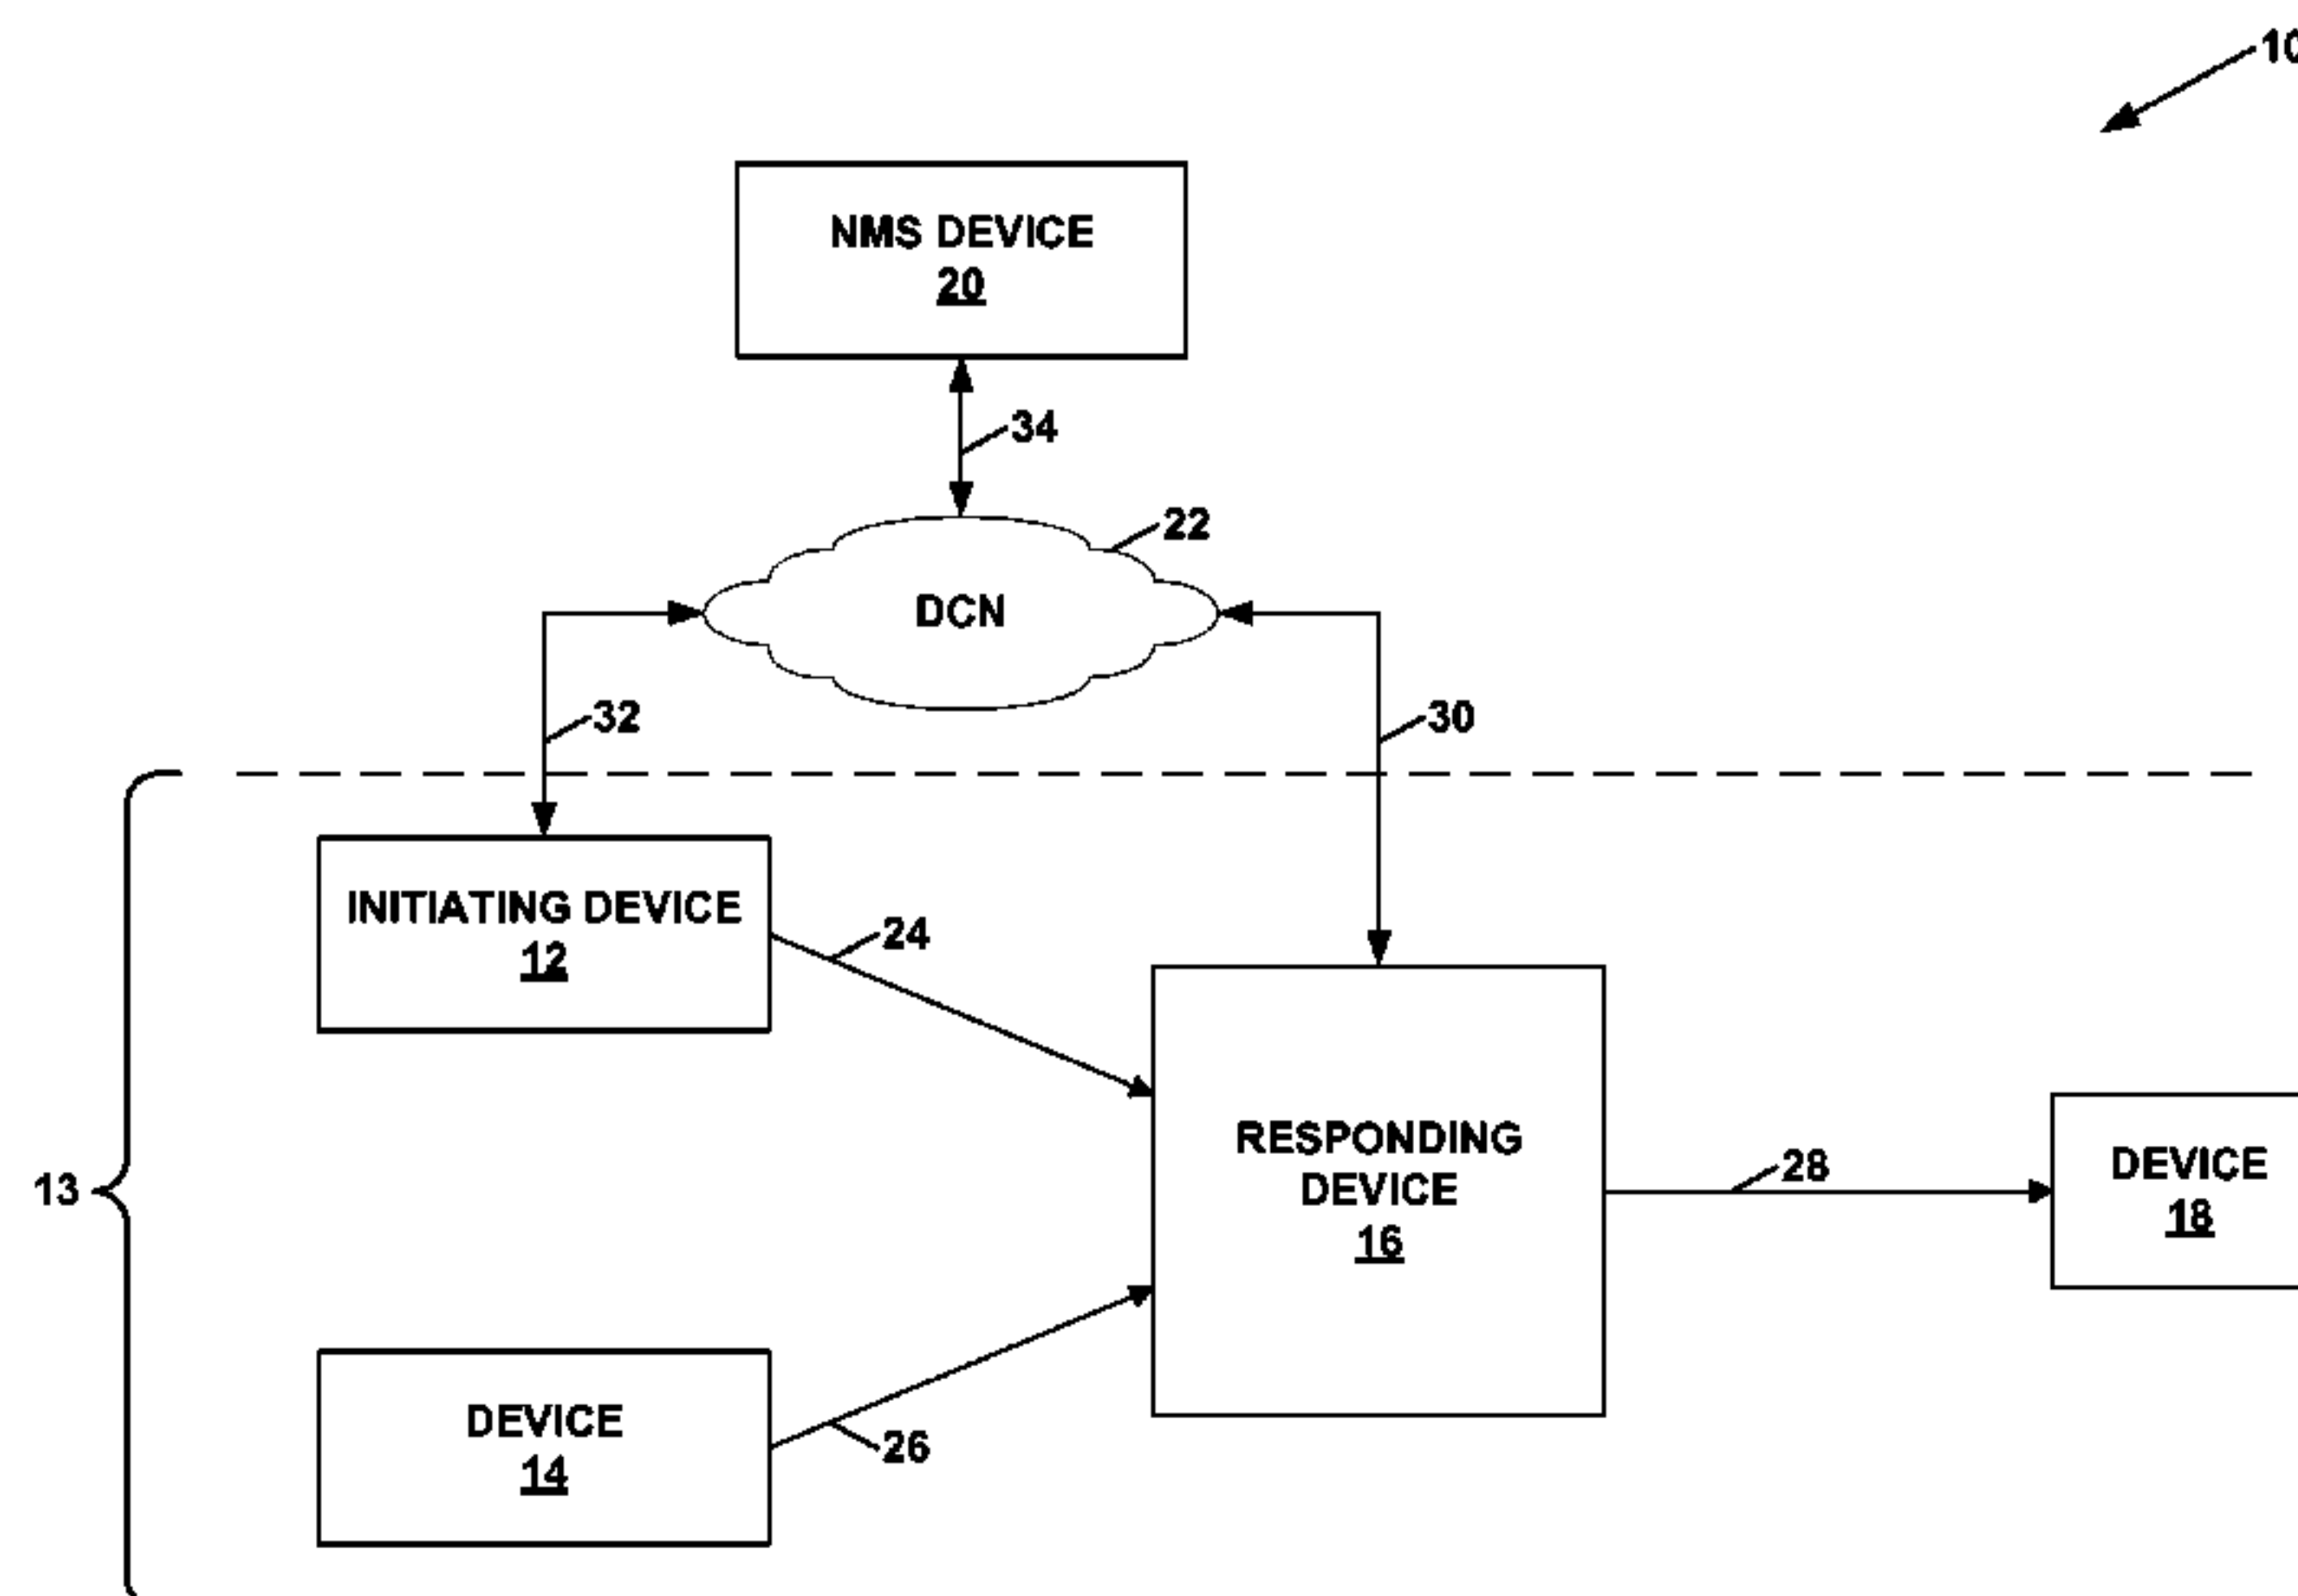 10
NMS DEVICE
20
34
22
DCN
32
30
INITIATING DEVICE
12
24
RESPONDING
DEVICE
16
28
DEVICE
18
13
DEVICE
14
26